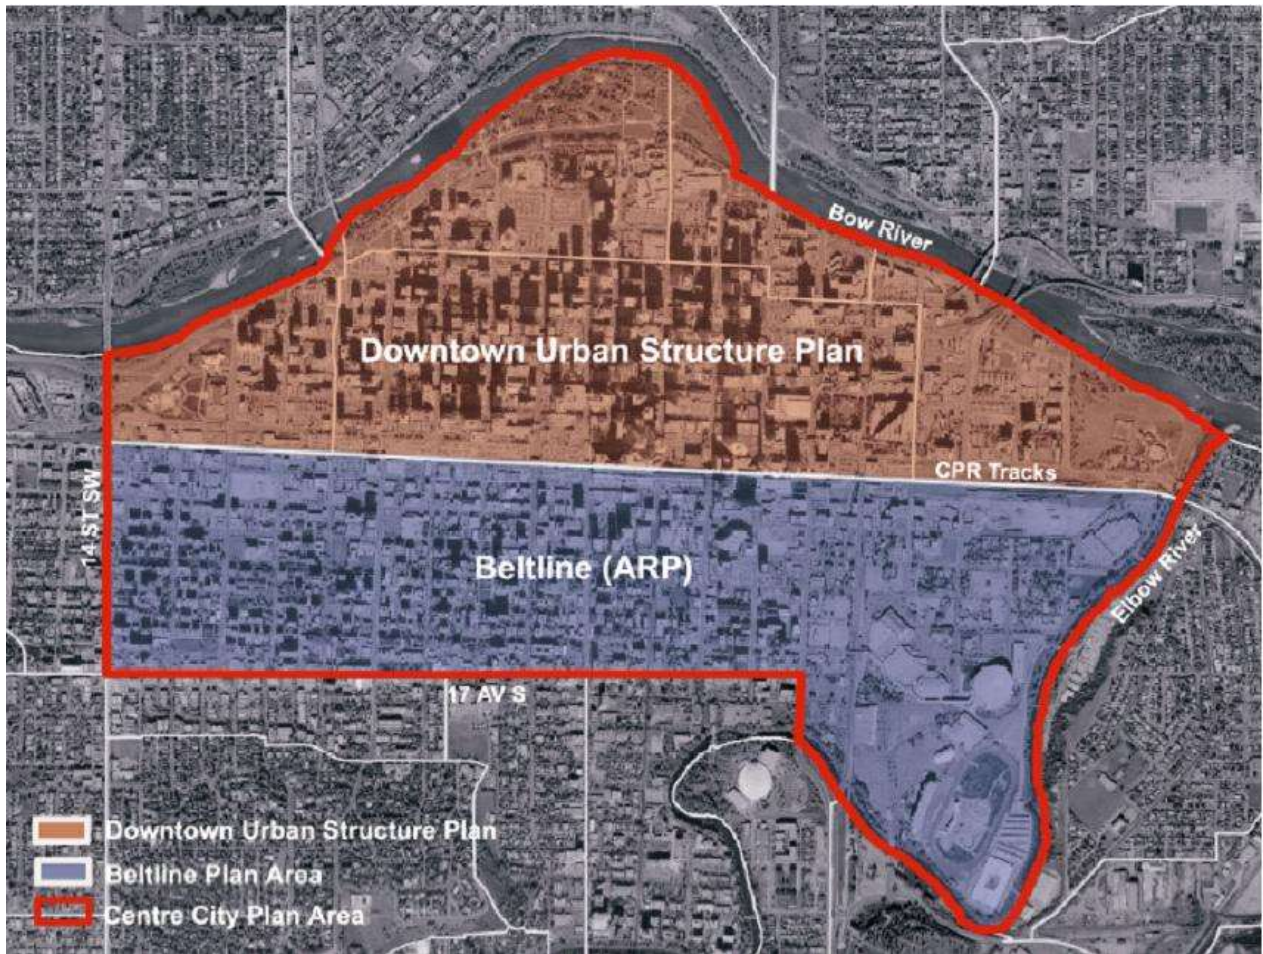 Bow River
Downtown Urban Structure Plan
CPR Tracks
14 ST SW
Beltline (ARP)
Elbow River
17 AV S
Downtown Urban Structure Plan
Beltline Plan Area
Centre City Plan Area